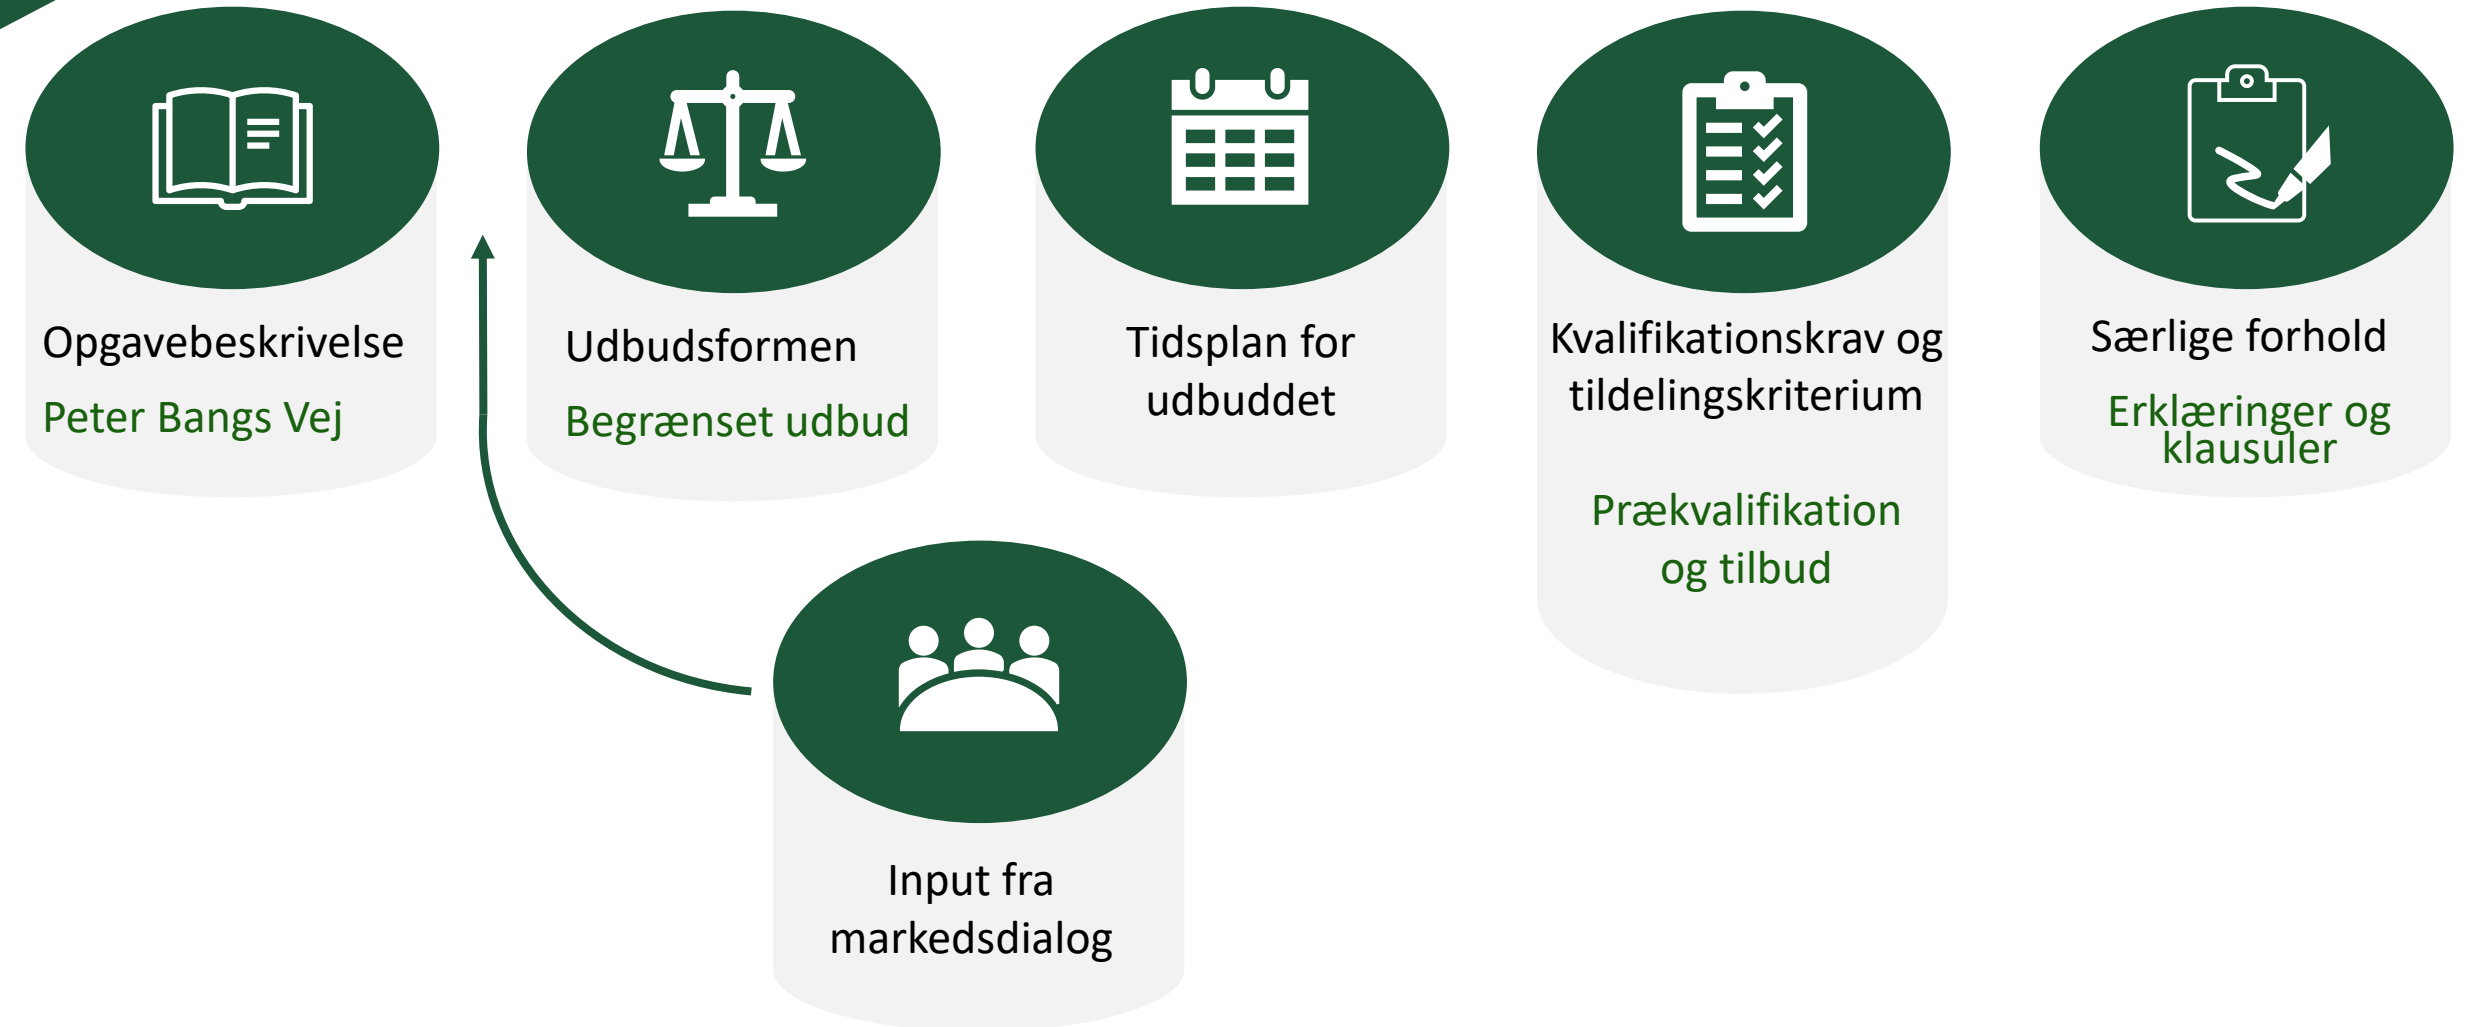 Opgavebeskrivelse
Peter Bangs Vej
Udbudsformen
Begrænset udbud
Tidsplan for
udbuddet
Kvalifikationskrav og
tildelingskriterium
Prækvalifikation
og tilbud
Særlige forhold
Erklæringer og
klausuler
Input fra
markedsdialog